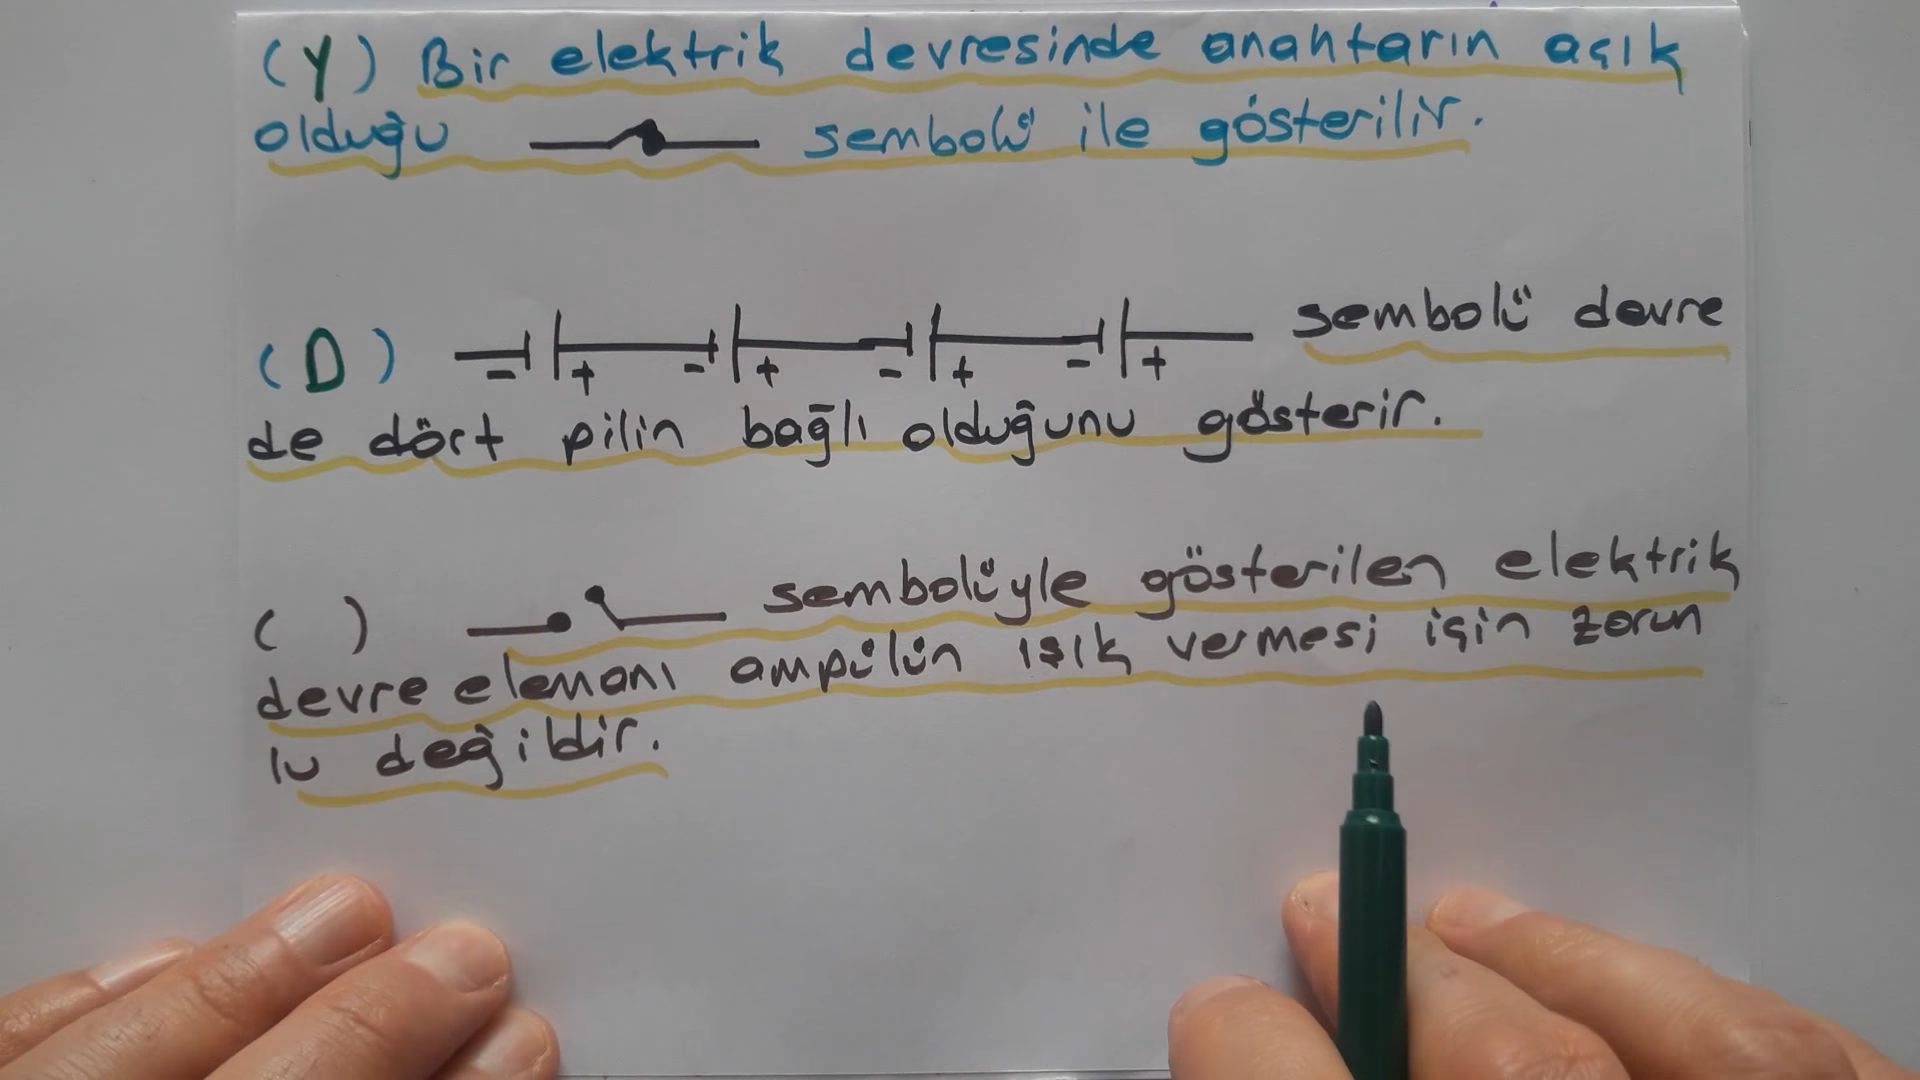 (Y) Bir elektrik devresinde anahtarın açık
olduğu sembolü ile gösterilir.
(D) - + - + - + - + sembolü devre
de dört pilin bağlı olduğunu gösterir.
( ) sembolüyle gösterilen elektrik
devre elemanı ampülün ışık vermesi için zorun
lu değildir.